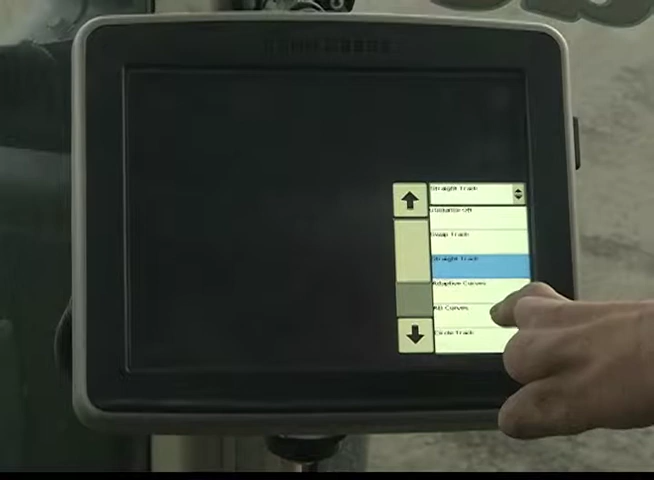 Straight Track
Guidance Off
Swap Track
Straight Track
Adaptive Curves
AB Curves
Circle Track